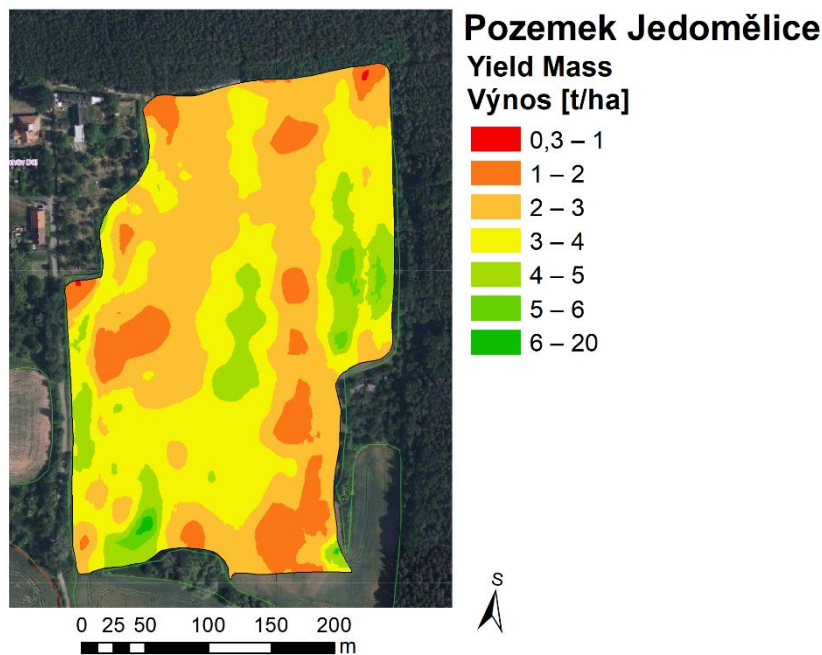 Pozemek Jedomělice
Yield Mass
Výnos [t/ha]
0,3 – 1
1 – 2
2 – 3
3 – 4
4 – 5
5 – 6
6 – 20
S
0 25 50 100 150 200
m